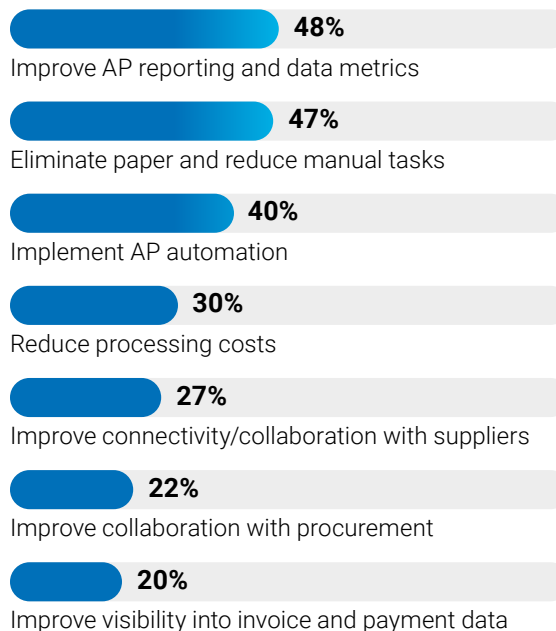 48%
Improve AP reporting and data metrics
47%
Eliminate paper and reduce manual tasks
40%
Implement AP automation
30%
Reduce processing costs
27%
Improve connectivity/collaboration with suppliers
22%
Improve collaboration with procurement
20%
Improve visibility into invoice and payment data